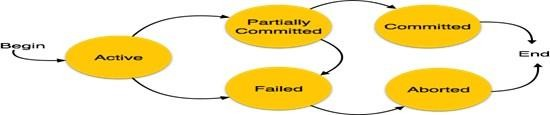 Begin
Active
Partially
Committed
Committed
Failed
Aborted
End